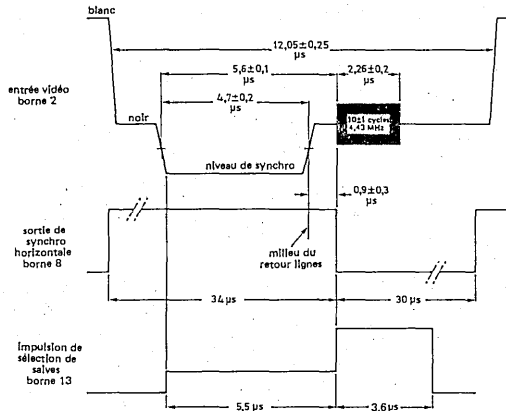 blanc
12,05±0,25
µs
5,6±0,1
µs
2,26±0,2
µs
entrée vidéo
borne 2
4,7±0,2
µs
10±1 cycles
4,43 MHz
noir
niveau de synchro
0,9±0,3
µs
sortie de
synchro
horizontale
borne 8
milieu du
retour lignes
34 µs
30 µs
impulsion de
sélection de
salves
borne 13
5,5 µs
3,6 µs